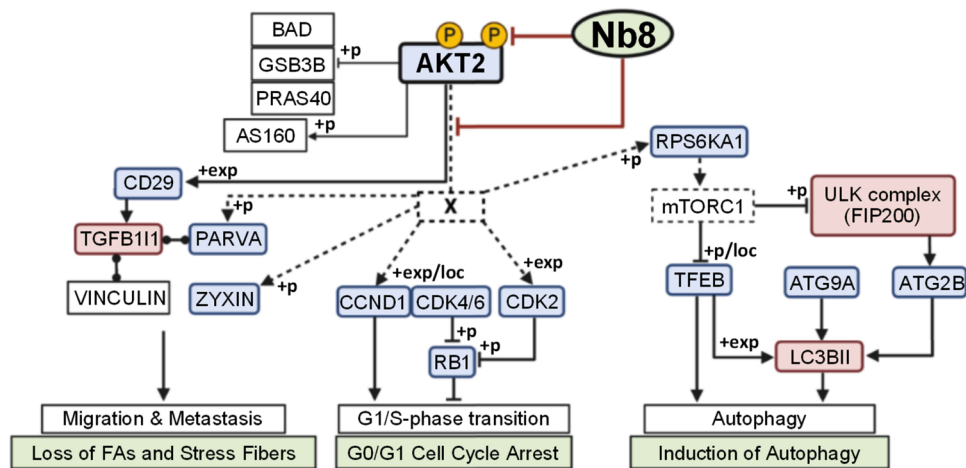 BAD
GSB3B
PRAS40
AS160
+p
+p
P
P
AKT2
Nb8
CD29
+exp
TGFB1I1
PARVA
+p
VINCULIN
ZYXIN
+p
X
+p
RPS6KA1
mTORC1
+p
ULK complex
(FIP200)
+exp/loc
+exp
CCND1
CDK4/6
CDK2
+p
+p
RB1
+p/loc
TFEB
ATG9A
ATG2B
+exp
LC3BII
Migration & Metastasis
Loss of FAs and Stress Fibers
G1/S-phase transition
G0/G1 Cell Cycle Arrest
Autophagy
Induction of Autophagy